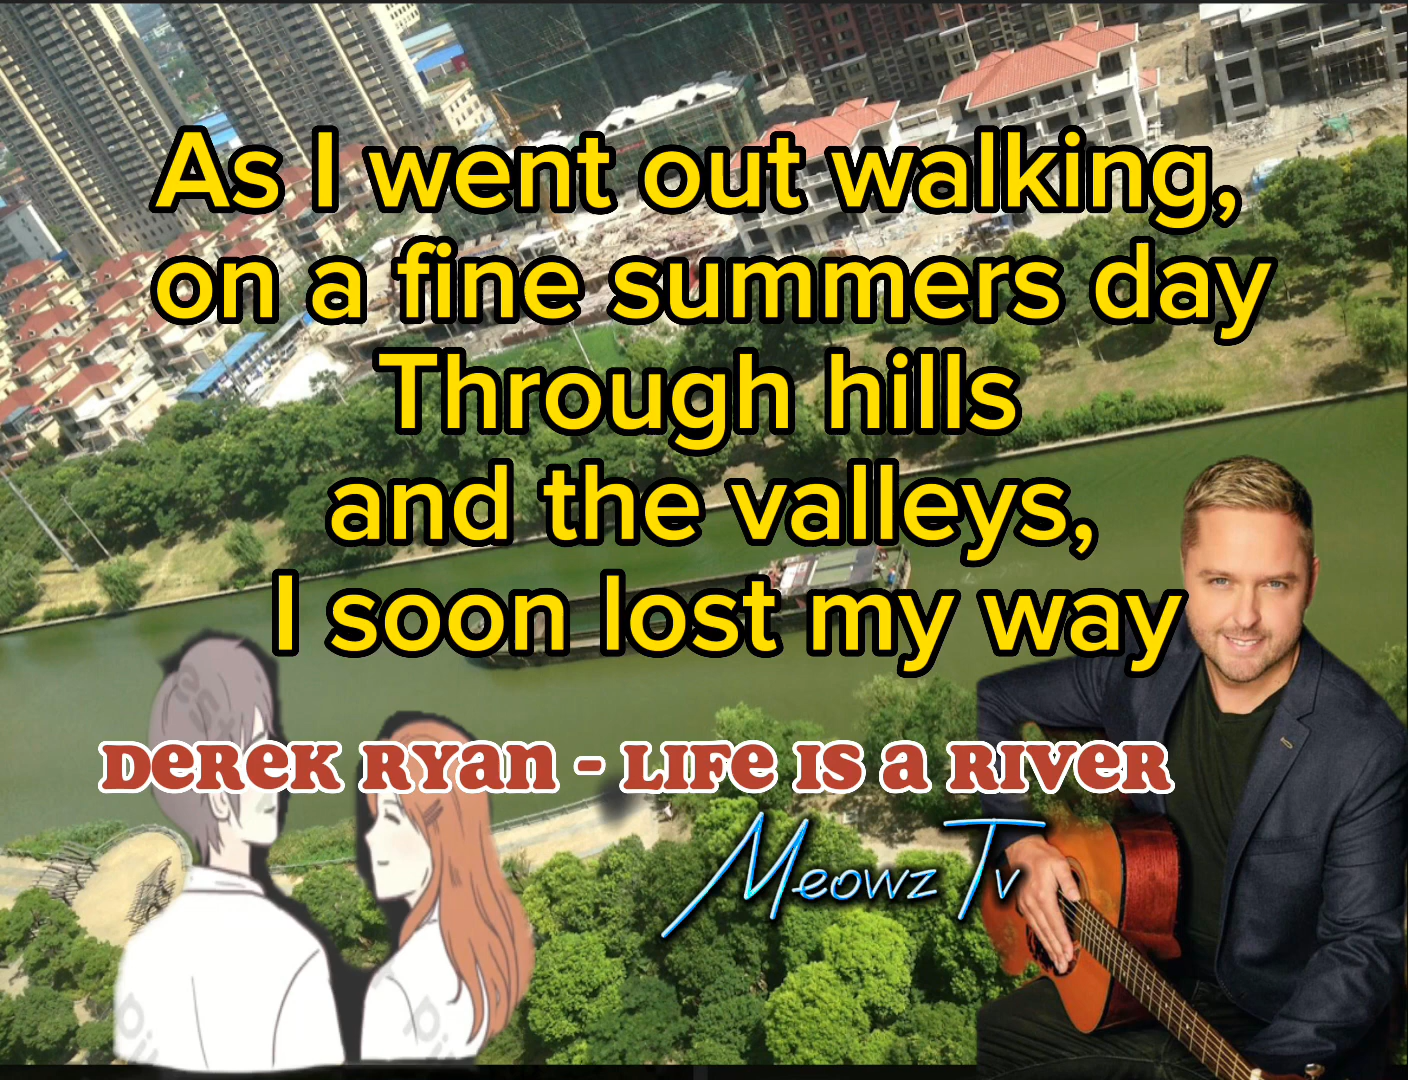 As I went out walking,
on a fine summers day
Through hills
and the valleys,
I soon lost my way
DEREK RYAN - LIFE IS A RIVER
Meowz Tv